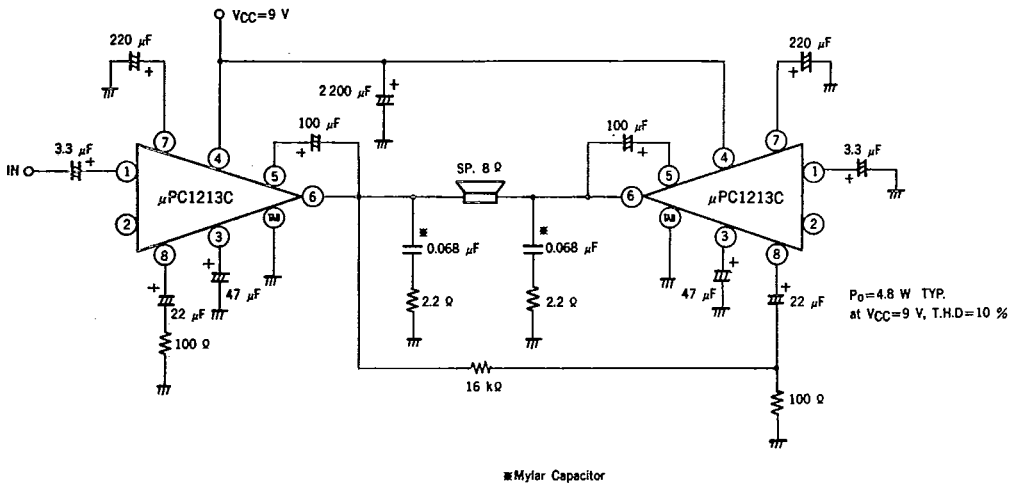 VCC=9 V
220 µF
+
220 µF
+
2 200 µF
+
100 µF
+
100 µF
+
3.3 µF
+
3.3 µF
+
IN
7
4
5
1
µPC1213C
6
2
TAB
3
8
SP. 8 Ω
4
7
5
6
µPC1213C
1
2
TAB
3
8
※
0.068 µF
※
0.068 µF
+
47 µF
+
22 µF
100 Ω
2.2 Ω
2.2 Ω
+
47 µF
+
22 µF
PO=4.8 W TYP.
at VCC=9 V, T.H.D=10 %
16 kΩ
100 Ω
※Mylar Capacitor